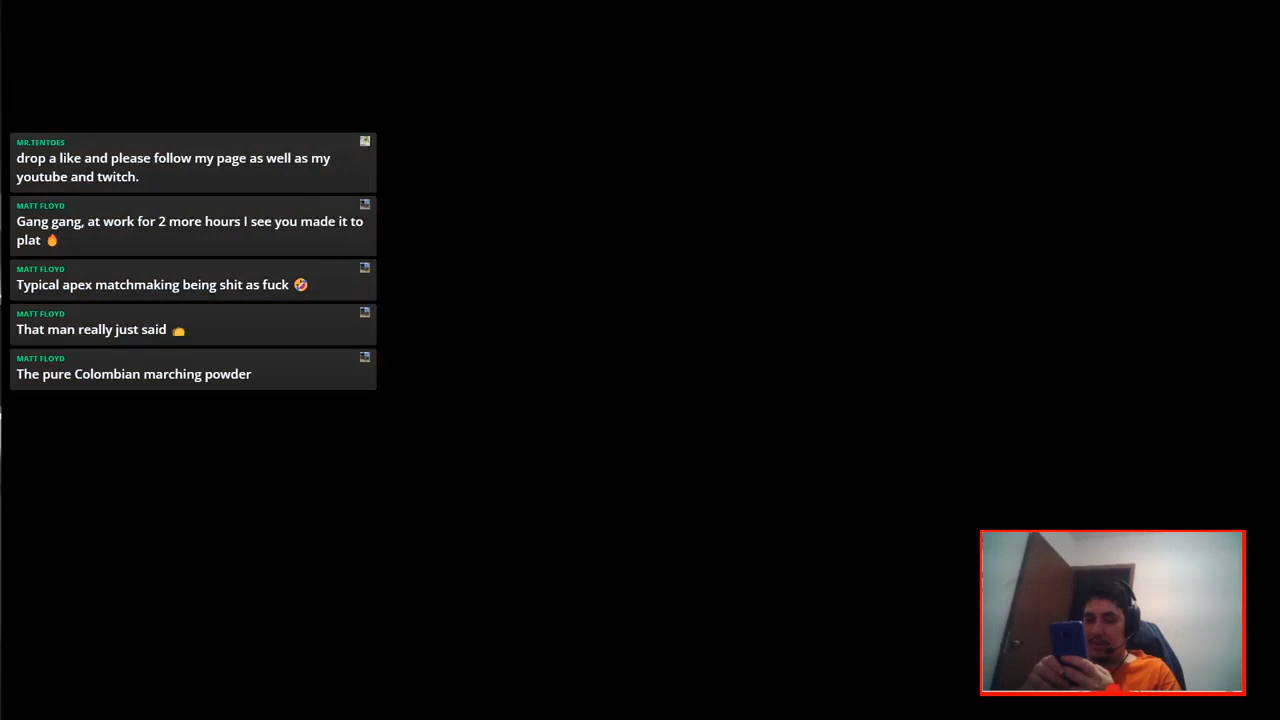 MR.TENTOES
drop a like and please follow my page as well as my
youtube and twitch.
MATT FLOYD
Gang gang, at work for 2 more hours I see you made it to
plat 🔥
MATT FLOYD
Typical apex matchmaking being shit as fuck 🤣
MATT FLOYD
That man really just said 🌮
MATT FLOYD
The pure Colombian marching powder